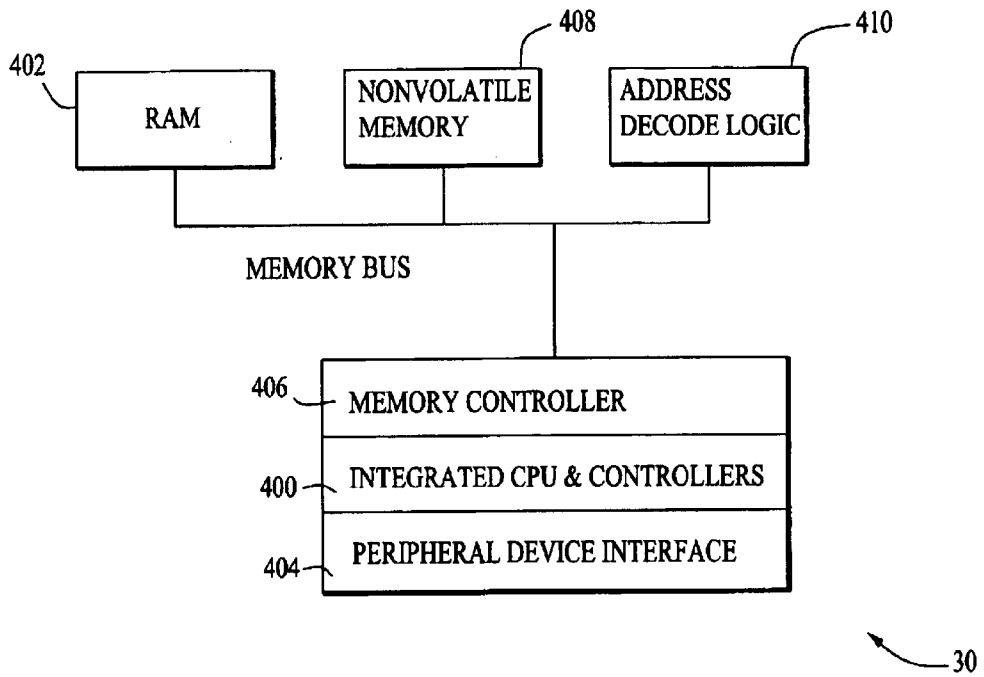 408
410
402
RAM
NONVOLATILE
MEMORY
ADDRESS
DECODE LOGIC
MEMORY BUS
406
MEMORY CONTROLLER
400
INTEGRATED CPU & CONTROLLERS
404
PERIPHERAL DEVICE INTERFACE
30